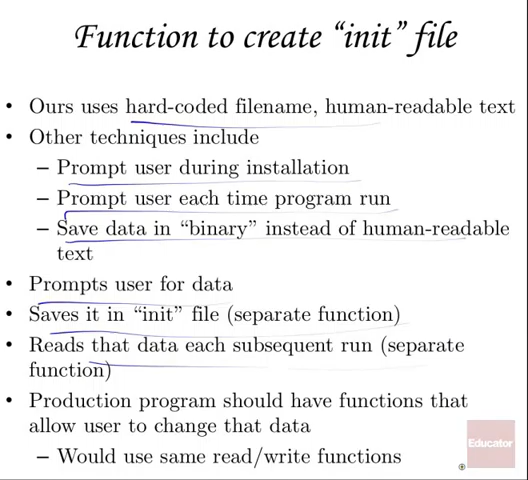 Function to create “init” file
• Ours uses hard-coded filename, human-readable text
• Other techniques include
– Prompt user during installation
– Prompt user each time program run
– Save data in “binary” instead of human-readable
text
• Prompts user for data
• Saves it in “init” file (separate function)
• Reads that data each subsequent run (separate
function)
• Production program should have functions that
allow user to change that data
– Would use same read/write functions
Educator